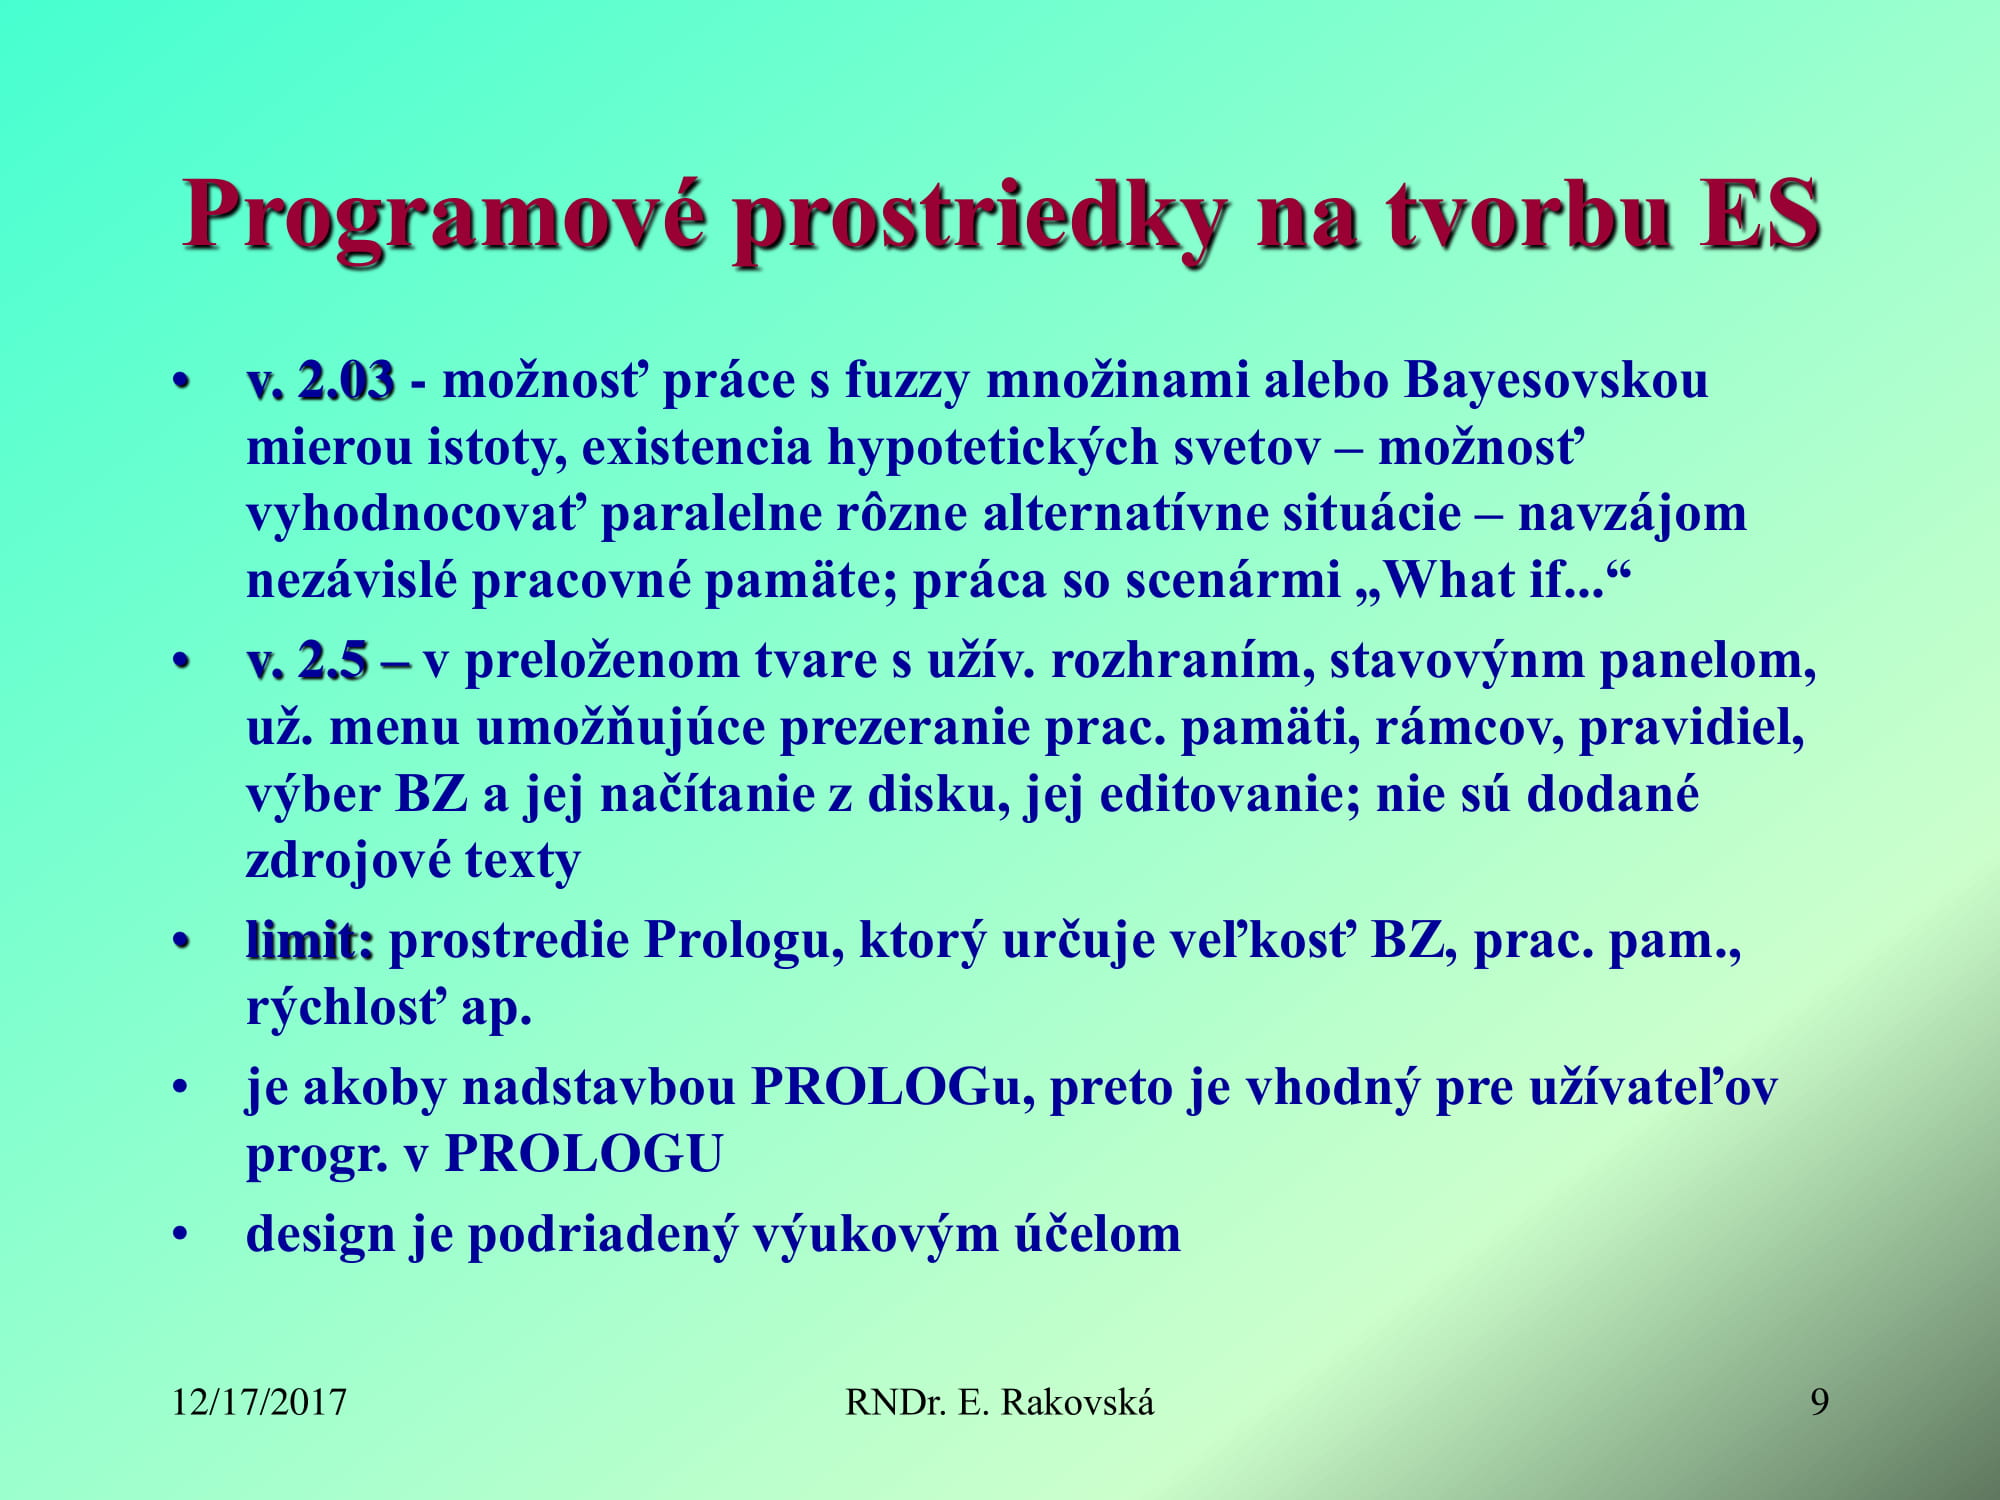 Programové prostriedky na tvorbu ES
• v. 2.03 - možnosť práce s fuzzy množinami alebo Bayesovskou
mierou istoty, existencia hypotetických svetov – možnosť
vyhodnocovať paralelne rôzne alternatívne situácie – navzájom
nezávislé pracovné pamäte; práca so scenármi „What if...“
• v. 2.5 – v preloženom tvare s užív. rozhraním, stavovýnm panelom,
už. menu umožňujúce prezeranie prac. pamäti, rámcov, pravidiel,
výber BZ a jej načítanie z disku, jej editovanie; nie sú dodané
zdrojové texty
• limit: prostredie Prologu, ktorý určuje veľkosť BZ, prac. pam.,
rýchlosť ap.
• je akoby nadstavbou PROLOGu, preto je vhodný pre užívateľov
progr. v PROLOGU
• design je podriadený výukovým účelom
12/17/2017
RNDr. E. Rakovská
9